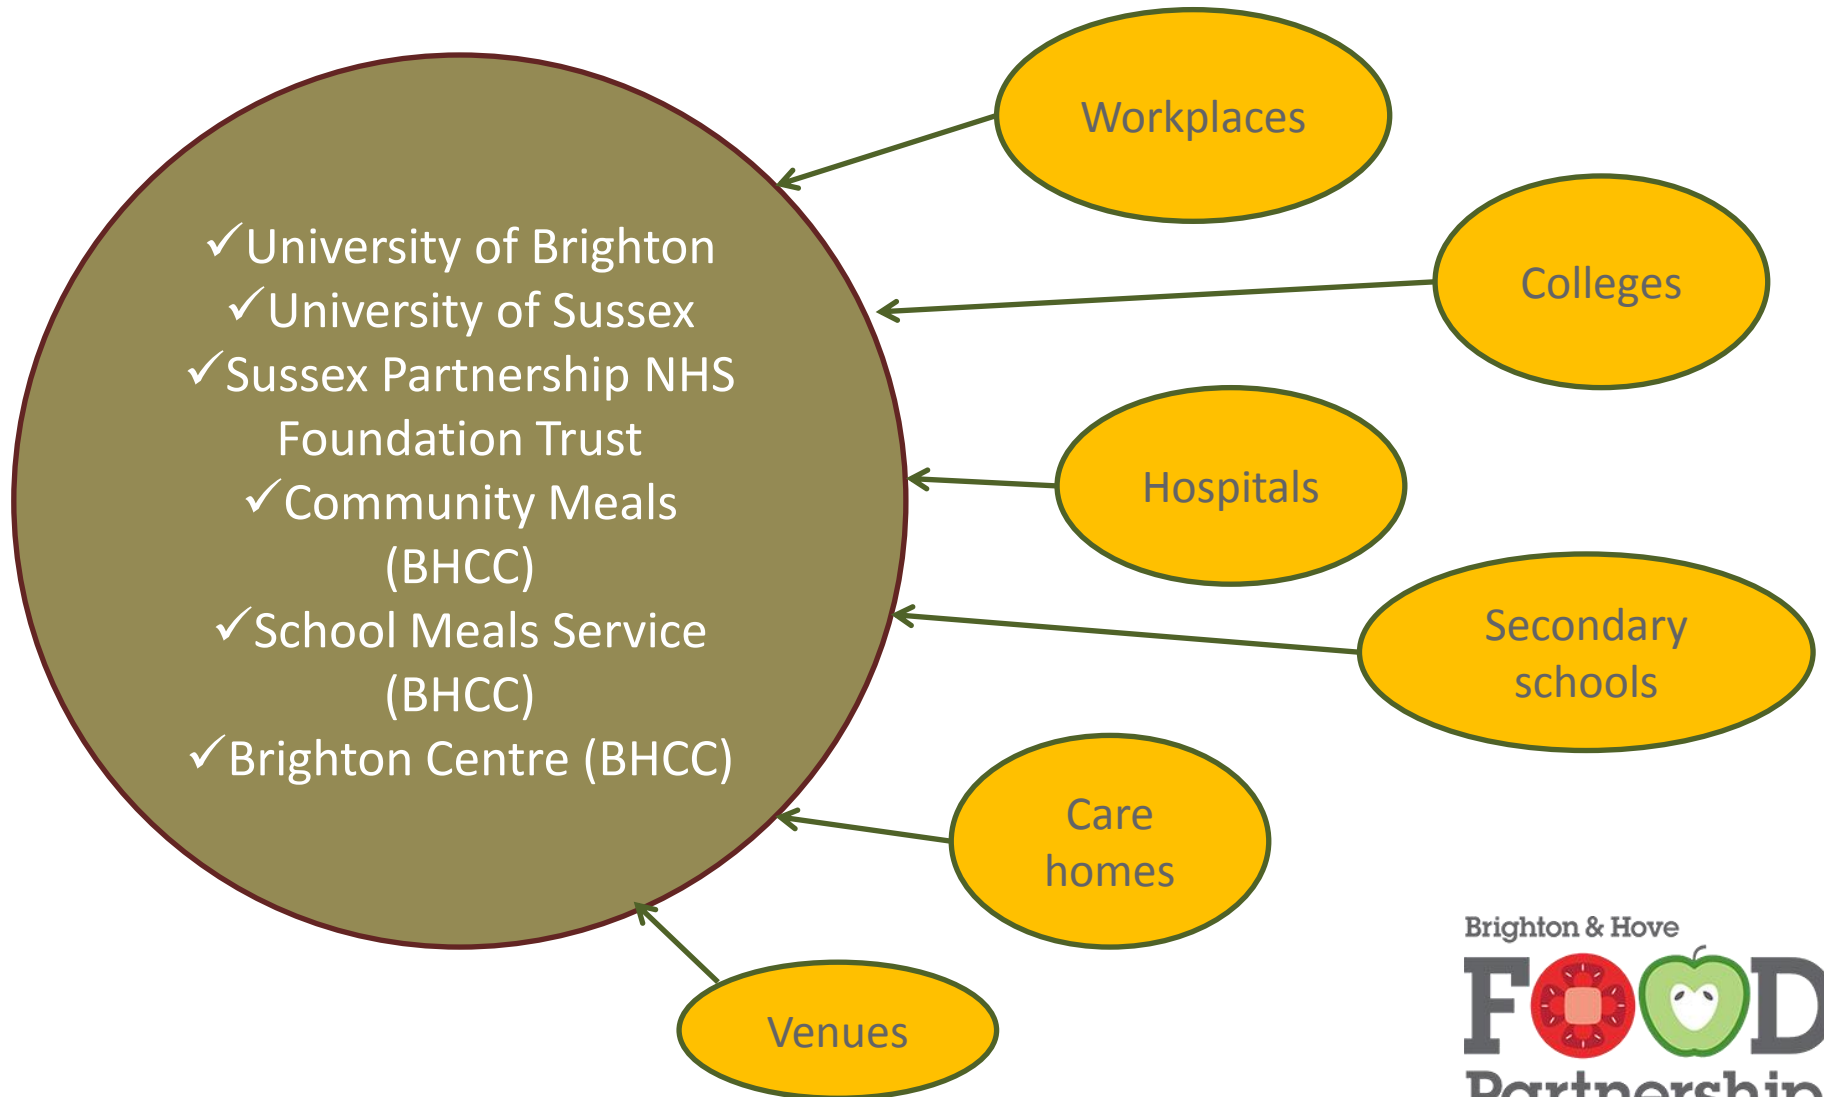 ✓University of Brighton
✓University of Sussex
✓Sussex Partnership NHS
Foundation Trust
✓Community Meals
(BHCC)
✓School Meals Service
(BHCC)
✓Brighton Centre (BHCC)
Workplaces
Colleges
Hospitals
Secondary
schools
Care
homes
Venues
Brighton & Hove
FOOD
Partnership